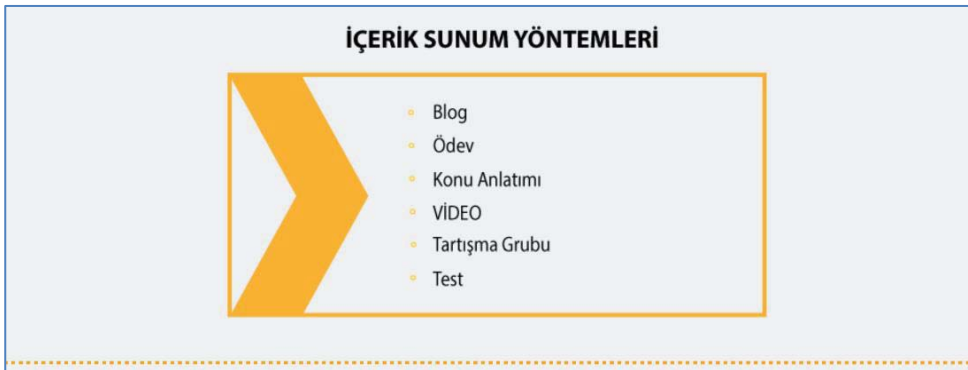 İÇERİK SUNUM YÖNTEMLERİ
Blog
Ödev
Konu Anlatımı
VİDEO
Tartışma Grubu
Test